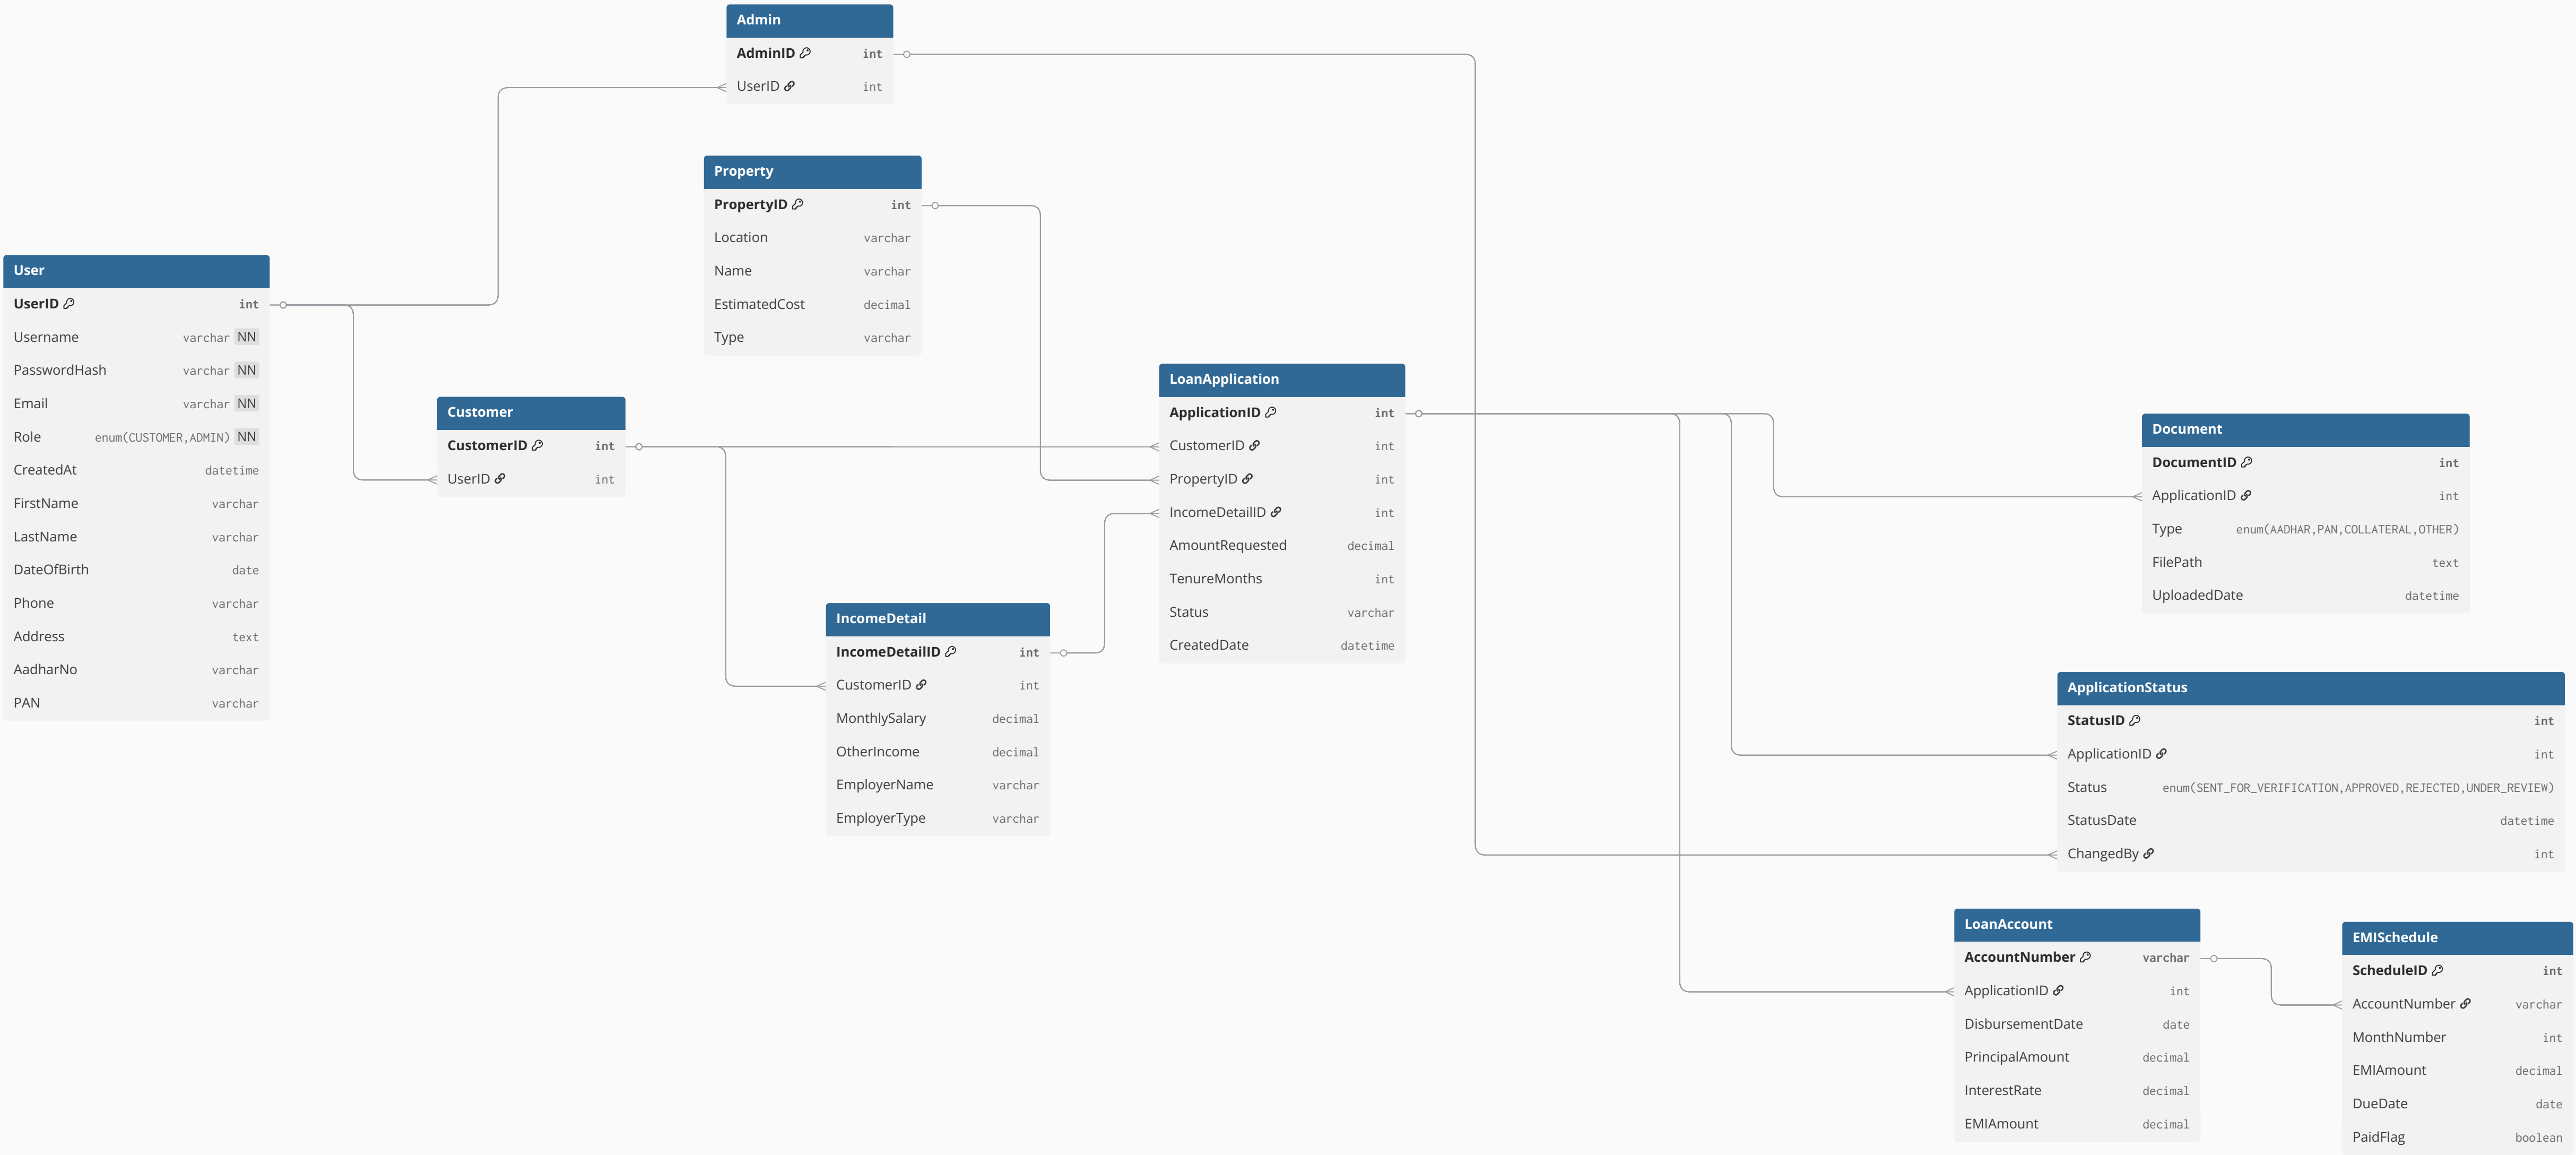 Admin
AdminID int
UserID int
Property
PropertyID int
Location varchar
Name varchar
EstimatedCost decimal
Type varchar
User
UserID int
Username varchar NN
PasswordHash varchar NN
Email varchar NN
Role enum(CUSTOMER,ADMIN) NN
CreatedAt datetime
FirstName varchar
LastName varchar
DateOfBirth date
Phone varchar
Address text
AadharNo varchar
PAN varchar
Customer
CustomerID int
UserID int
LoanApplication
ApplicationID int
CustomerID int
PropertyID int
IncomeDetailID int
AmountRequested decimal
TenureMonths int
Status varchar
CreatedDate datetime
IncomeDetail
IncomeDetailID int
CustomerID int
MonthlySalary decimal
OtherIncome decimal
EmployerName varchar
EmployerType varchar
Document
DocumentID int
ApplicationID int
Type enum(AADHAR,PAN,COLLATERAL,OTHER)
FilePath text
UploadedDate datetime
ApplicationStatus
StatusID int
ApplicationID int
Status enum(SENT_FOR_VERIFICATION,APPROVED,REJECTED,UNDER_REVIEW)
StatusDate datetime
ChangedBy int
LoanAccount
AccountNumber varchar
ApplicationID int
DisbursementDate date
PrincipalAmount decimal
InterestRate decimal
EMIAmount decimal
EMISchedule
ScheduleID int
AccountNumber varchar
MonthNumber int
EMIAmount decimal
DueDate date
PaidFlag boolean